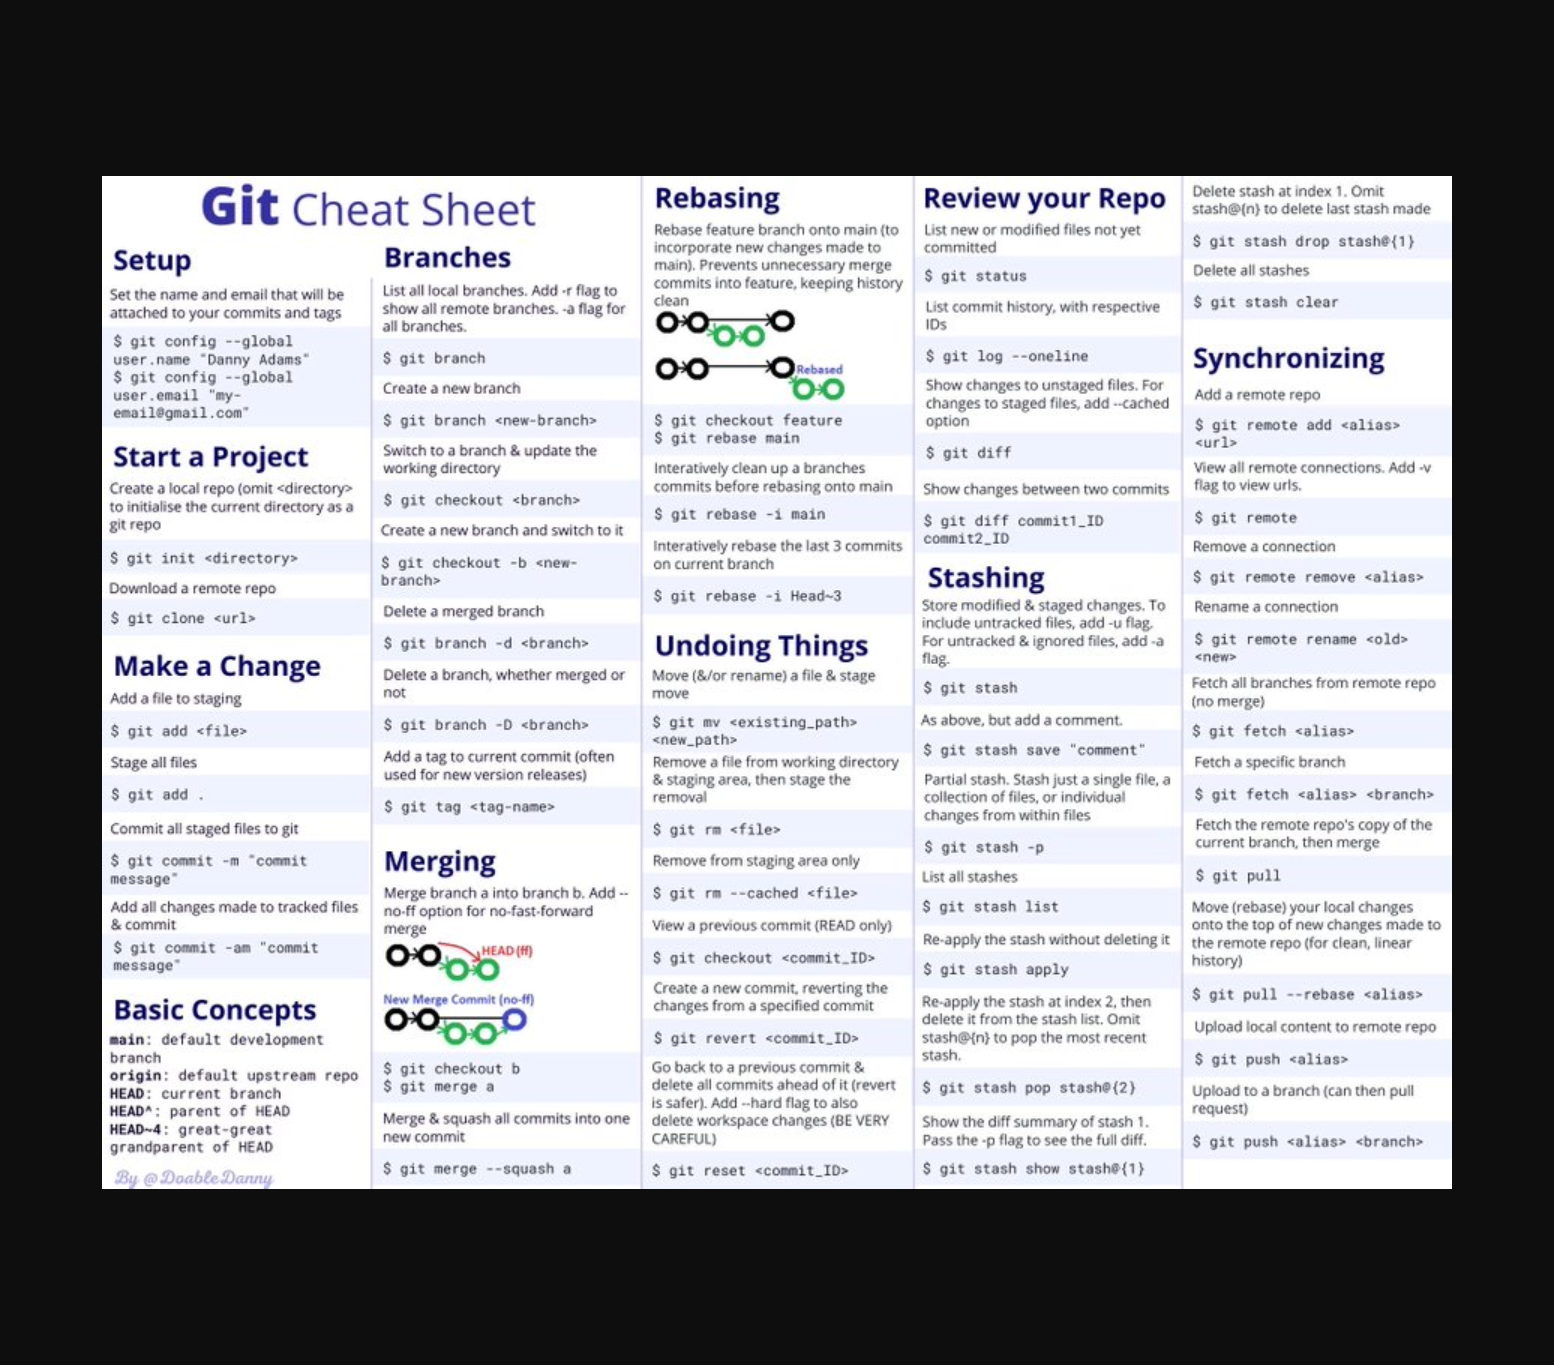 Git Cheat Sheet
Setup
Set the name and email that will be
attached to your commits and tags
$ git config --global
user.name "Danny Adams"
$ git config --global
user.email "my-
email@gmail.com"
Start a Project
Create a local repo (omit <directory>
to initialise the current directory as a
git repo
$ git init <directory>
Download a remote repo
$ git clone <url>
Make a Change
Add a file to staging
$ git add <file>
Stage all files
$ git add .
Commit all staged files to git
$ git commit -m "commit
message"
Add all changes made to tracked files
& commit
$ git commit -am "commit
message"
Basic Concepts
main: default development
branch
origin: default upstream repo
HEAD: current branch
HEAD^: parent of HEAD
HEAD~4: great-great
grandparent of HEAD
By @DoableDanny
Branches
List all local branches. Add -r flag to
show all remote branches. -a flag for
all branches.
$ git branch
Create a new branch
$ git branch <new-branch>
Switch to a branch & update the
working directory
$ git checkout <branch>
Create a new branch and switch to it
$ git checkout -b <new-
branch>
Delete a merged branch
$ git branch -d <branch>
Delete a branch, whether merged or
not
$ git branch -D <branch>
Add a tag to current commit (often
used for new version releases)
$ git tag <tag-name>
Merging
Merge branch a into branch b. Add --
no-ff option for no-fast-forward
merge
HEAD (ff)
New Merge Commit (no-ff)
$ git checkout b
$ git merge a
Merge & squash all commits into one
new commit
$ git merge --squash a
Rebasing
Rebase feature branch onto main (to
incorporate new changes made to
main). Prevents unnecessary merge
commits into feature, keeping history
clean
Rebased
$ git checkout feature
$ git rebase main
Interatively clean up a branches
commits before rebasing onto main
$ git rebase -i main
Interatively rebase the last 3 commits
on current branch
$ git rebase -i Head~3
Undoing Things
Move (&/or rename) a file & stage
move
$ git mv <existing_path>
<new_path>
Remove a file from working directory
& staging area, then stage the
removal
$ git rm <file>
Remove from staging area only
$ git rm --cached <file>
View a previous commit (READ only)
$ git checkout <commit_ID>
Create a new commit, reverting the
changes from a specified commit
$ git revert <commit_ID>
Go back to a previous commit &
delete all commits ahead of it (revert
is safer). Add --hard flag to also
delete workspace changes (BE VERY
CAREFUL)
$ git reset <commit_ID>
Review your Repo
List new or modified files not yet
committed
$ git status
List commit history, with respective
IDs
$ git log --oneline
Show changes to unstaged files. For
changes to staged files, add --cached
option
$ git diff
Show changes between two commits
$ git diff commit1_ID
commit2_ID
Stashing
Store modified & staged changes. To
include untracked files, add -u flag.
For untracked & ignored files, add -a
flag.
$ git stash
As above, but add a comment.
$ git stash save "comment"
Partial stash. Stash just a single file, a
collection of files, or individual
changes from within files
$ git stash -p
List all stashes
$ git stash list
Re-apply the stash without deleting it
$ git stash apply
Re-apply the stash at index 2, then
delete it from the stash list. Omit
stash@{n} to pop the most recent
stash.
$ git stash pop stash@{2}
Show the diff summary of stash 1.
Pass the -p flag to see the full diff.
$ git stash show stash@{1}
Delete stash at index 1. Omit
stash@{n} to delete last stash made
$ git stash drop stash@{1}
Delete all stashes
$ git stash clear
Synchronizing
Add a remote repo
$ git remote add <alias>
<url>
View all remote connections. Add -v
flag to view urls.
$ git remote
Remove a connection
$ git remote remove <alias>
Rename a connection
$ git remote rename <old>
<new>
Fetch all branches from remote repo
(no merge)
$ git fetch <alias>
Fetch a specific branch
$ git fetch <alias> <branch>
Fetch the remote repo's copy of the
current branch, then merge
$ git pull
Move (rebase) your local changes
onto the top of new changes made to
the remote repo (for clean, linear
history)
$ git pull --rebase <alias>
Upload local content to remote repo
$ git push <alias>
Upload to a branch (can then pull
request)
$ git push <alias> <branch>